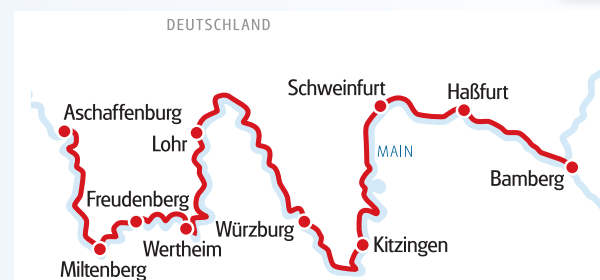 DEUTSCHLAND
Schweinfurt
Haßfurt
Aschaffenburg
Lohr
MAIN
Bamberg
Freudenberg
Würzburg
Wertheim
Kitzingen
Miltenberg